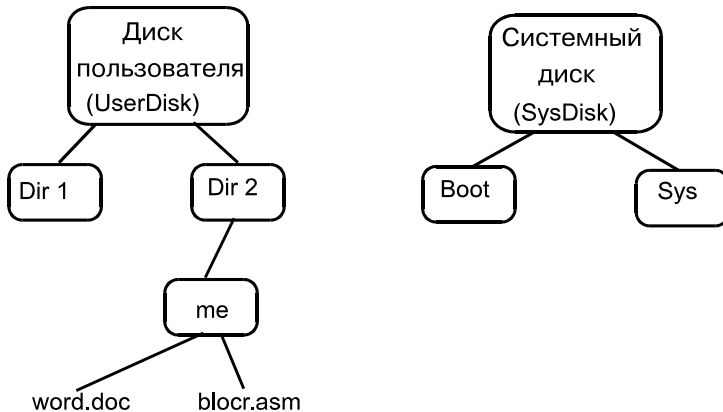 Диск
пользователя
(UserDisk)
Системный
диск
(SysDisk)
Dir 1
Dir 2
Boot
Sys
me
word.doc
blocr.asm